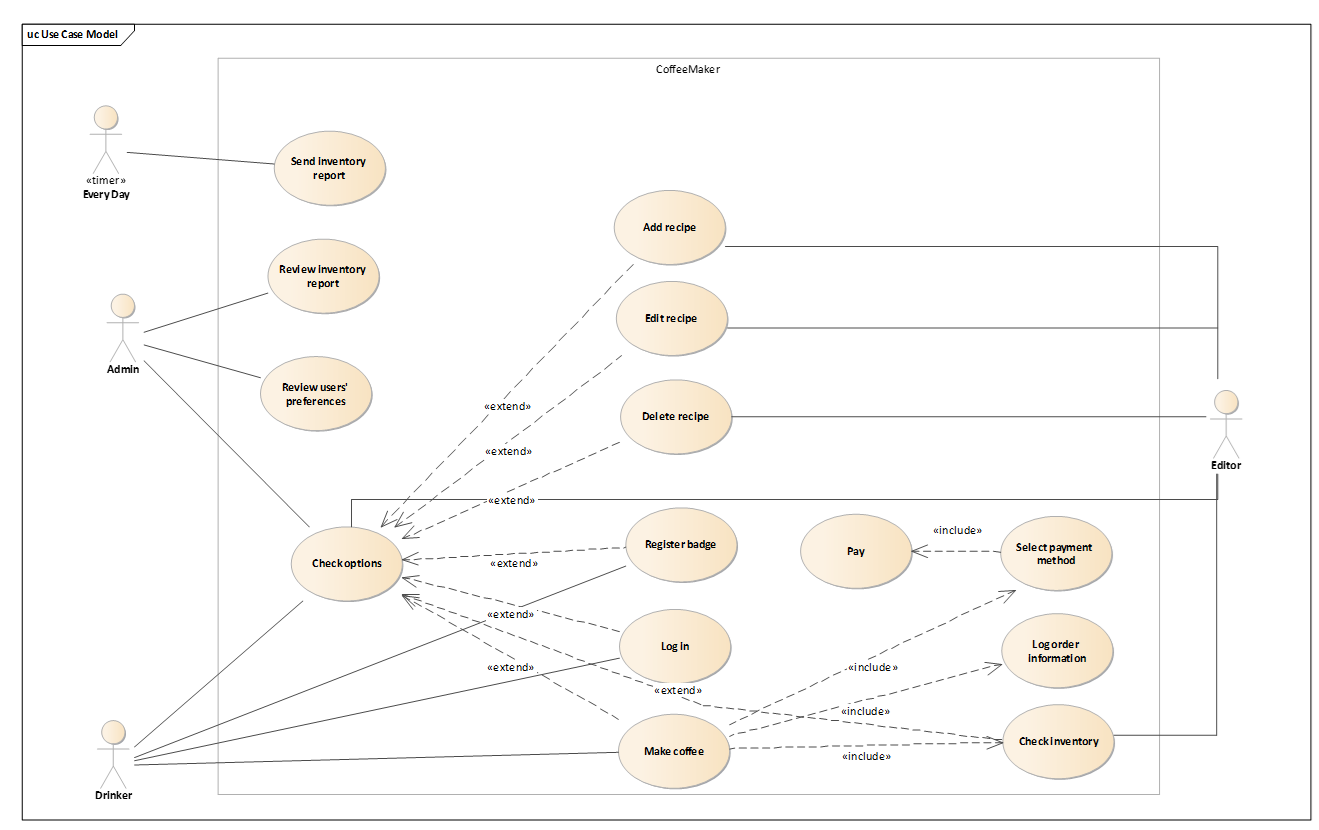 uc Use Case Model
CoffeeMaker
«timer»
Every Day
Send inventory
report
Add recipe
Review inventory
report
Edit recipe
Admin
Review users'
preferences
«extend»
Delete recipe
«extend»
Editor
«extend»
Check options
«extend»
Register badge
Pay
«include»
Select payment
method
«extend»
Log in
Log order
information
«extend»
«include»
«extend»
«include»
Make coffee
«include»
Check inventory
Drinker